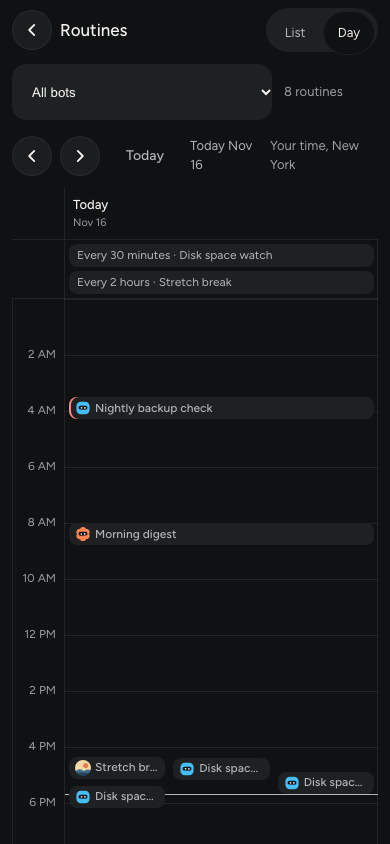 Routines
List
Day
All bots
8 routines
Today
Today Nov
16
Your time, New
York
Today
Nov 16
Every 30 minutes · Disk space watch
Every 2 hours · Stretch break
2 AM
4 AM
Nightly backup check
6 AM
8 AM
Morning digest
10 AM
12 PM
2 PM
4 PM
Stretch br...
Disk spac...
Disk spac...
Disk spac...
6 PM